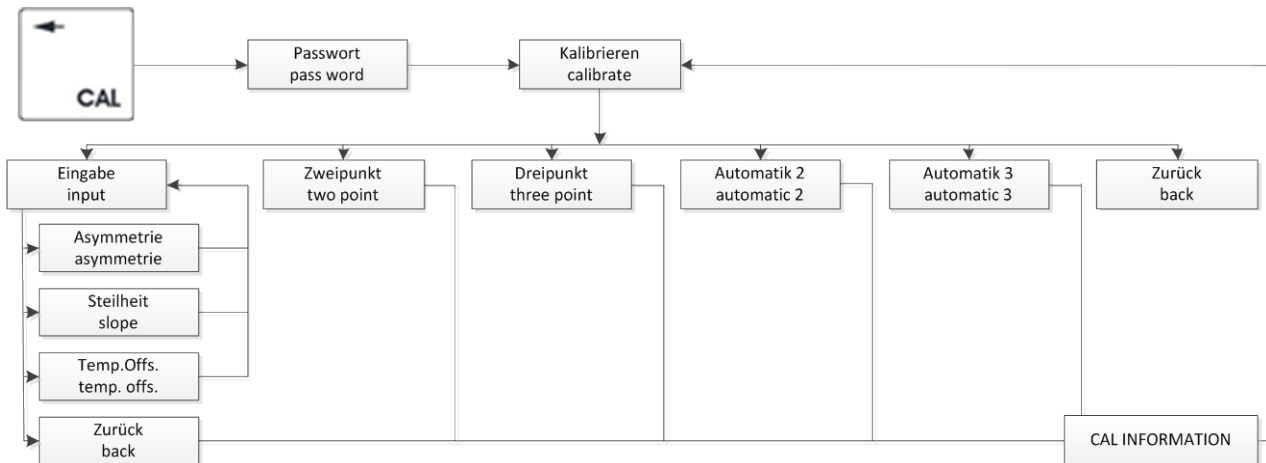 CAL
Passwort
pass word
Kalibrieren
calibrate
Eingabe
input
Zweipunkt
two point
Dreipunkt
three point
Automatik 2
automatic 2
Automatik 3
automatic 3
Zurück
back
Asymmetrie
asymmetrie
Steilheit
slope
Temp.Offs.
temp. offs.
Zurück
back
CAL INFORMATION